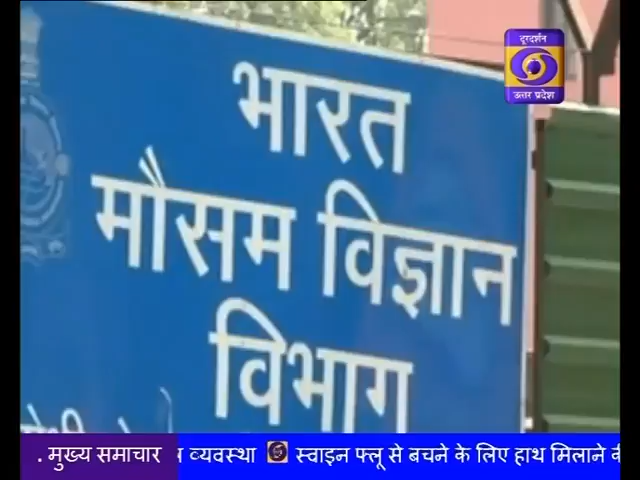 दूरदर्शन
उत्तर प्रदेश
भारत
मौसम विज्ञान
विभाग
. मुख्य समाचार
व्यवस्था
स्वाइन फ्लू से बचने के लिए हाथ मिलाने